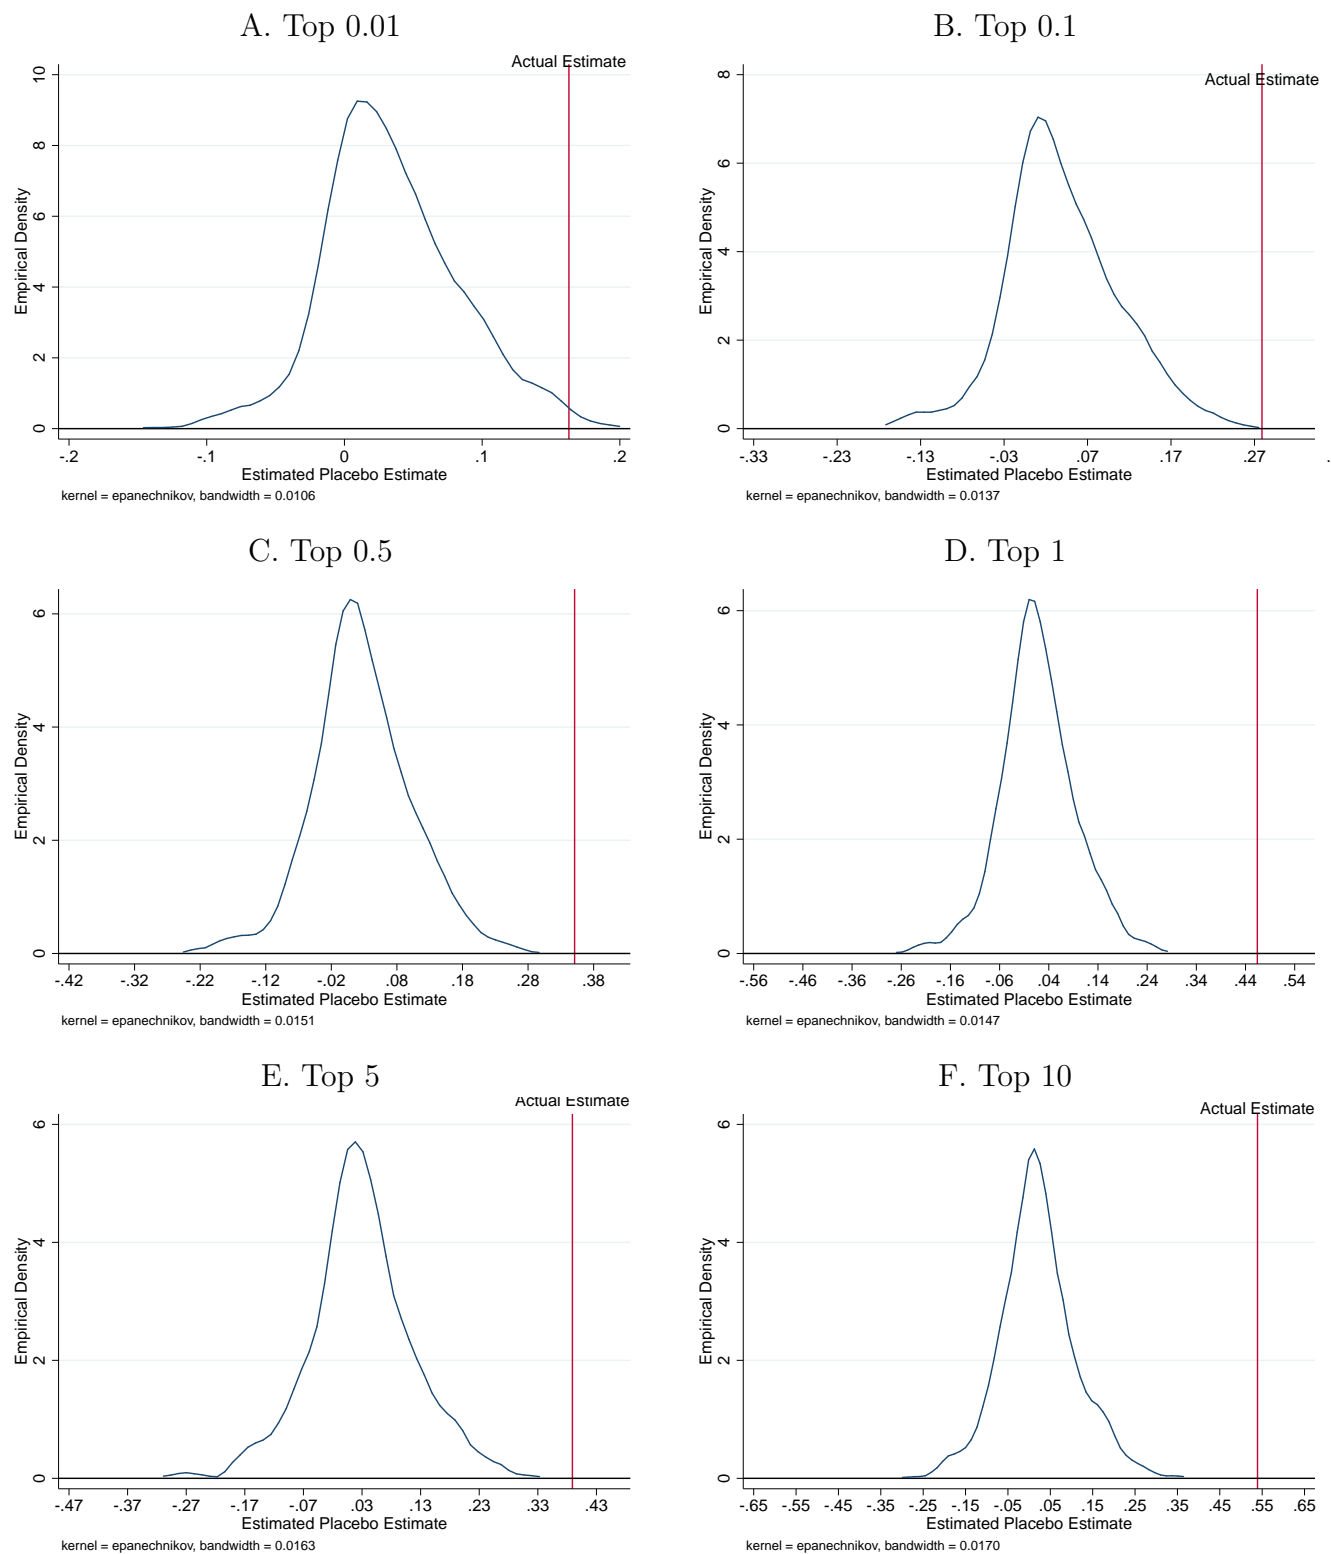 A. Top 0.01
Actual Estimate
Empirical Density
10
8
6
4
2
0
-.2 -.1 0 .1 .2
Estimated Placebo Estimate
kernel = epanechnikov, bandwidth = 0.0106
B. Top 0.1
Actual Estimate
Empirical Density
8
6
4
2
0
-.33 -.23 -.13 -.03 .07 .17 .27 .
Estimated Placebo Estimate
kernel = epanechnikov, bandwidth = 0.0137
C. Top 0.5
Empirical Density
6
4
2
0
-.42 -.32 -.22 -.12 -.02 .08 .18 .28 .38
Estimated Placebo Estimate
kernel = epanechnikov, bandwidth = 0.0151
D. Top 1
Empirical Density
6
4
2
0
-.56 -.46 -.36 -.26 -.16 -.06 .04 .14 .24 .34 .44 .54
Estimated Placebo Estimate
kernel = epanechnikov, bandwidth = 0.0147
E. Top 5
Actual Estimate
Empirical Density
6
4
2
0
-.47 -.37 -.27 -.17 -.07 .03 .13 .23 .33 .43
Estimated Placebo Estimate
kernel = epanechnikov, bandwidth = 0.0163
F. Top 10
Actual Estimate
Empirical Density
6
4
2
0
-.65 -.55 -.45 -.35 -.25 -.15 -.05 .05 .15 .25 .35 .45 .55 .65
Estimated Placebo Estimate
kernel = epanechnikov, bandwidth = 0.0170